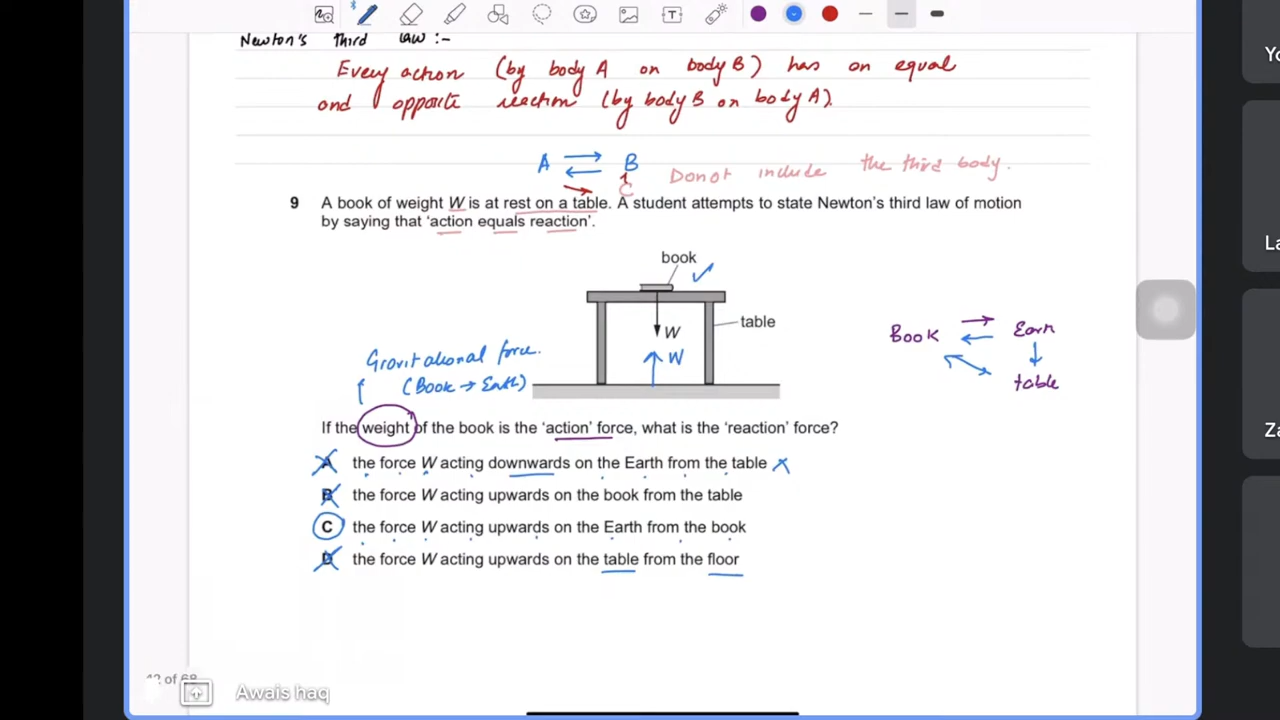 Newton's third law :-
Every action (by body A on body B) has an equal
and opposite reaction (by body B on body A).
A B Do not include the third body.
C
9 A book of weight W is at rest on a table. A student attempts to state Newton's third law of motion
by saying that ‘action equals reaction’.
book
table
W
W
Gravitational force.
(Book → Earth)
Book Earth
table
If the weight of the book is the ‘action’ force, what is the ‘reaction’ force?
A the force W acting downwards on the Earth from the table
B the force W acting upwards on the book from the table
C the force W acting upwards on the Earth from the book
D the force W acting upwards on the table from the floor
of 68
Awais haq
Yo
La
Za